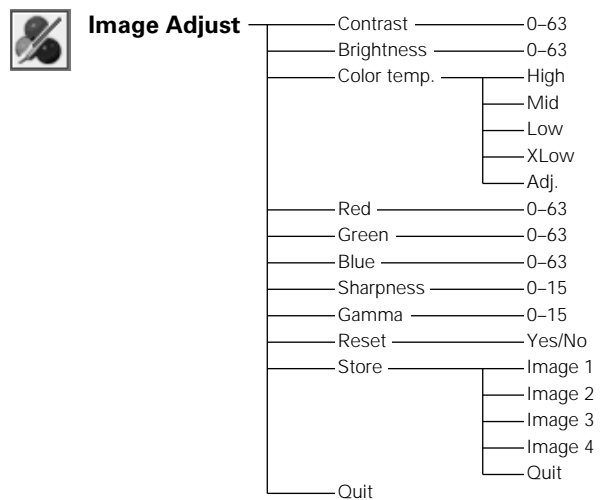 Image Adjust Contrast 0–63
Brightness 0–63
Color temp. High
Mid
Low
XLow
Adj.
Red 0–63
Green 0–63
Blue 0–63
Sharpness 0–15
Gamma 0–15
Reset Yes/No
Store Image 1
Image 2
Image 3
Image 4
Quit
Quit